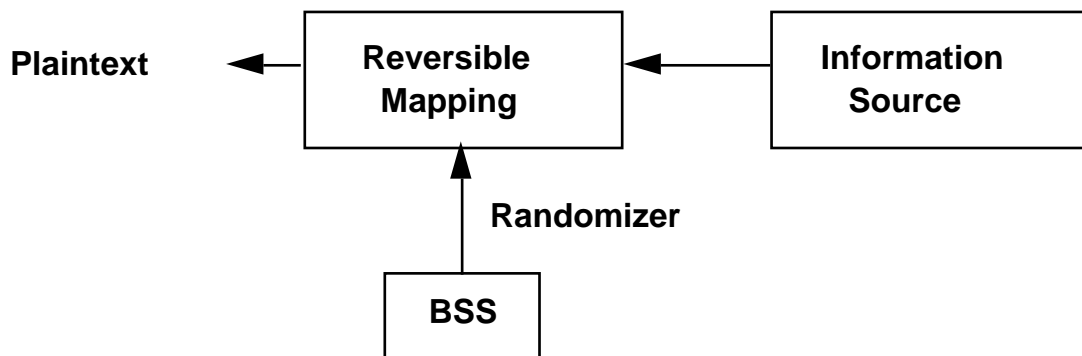 Plaintext
Reversible
Mapping
Information
Source
Randomizer
BSS